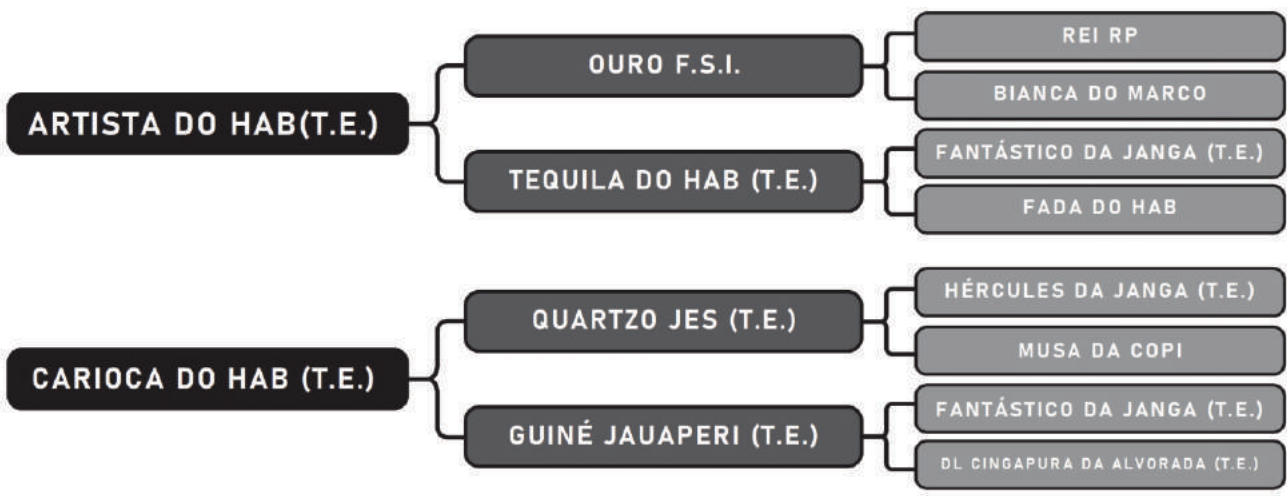 ARTISTA DO HAB(T.E.)
OURO F.S.I.
REI RP
BIANCA DO MARCO
TEQUILA DO HAB (T.E.)
FANTÁSTICO DA JANGA (T.E.)
FADA DO HAB
CARIOCA DO HAB (T.E.)
QUARTZO JES (T.E.)
HÉRCULES DA JANGA (T.E.)
MUSA DA COPI
GUINÉ JAUAPERI (T.E.)
FANTÁSTICO DA JANGA (T.E.)
DL CINGAPURA DA ALVORADA (T.E.)